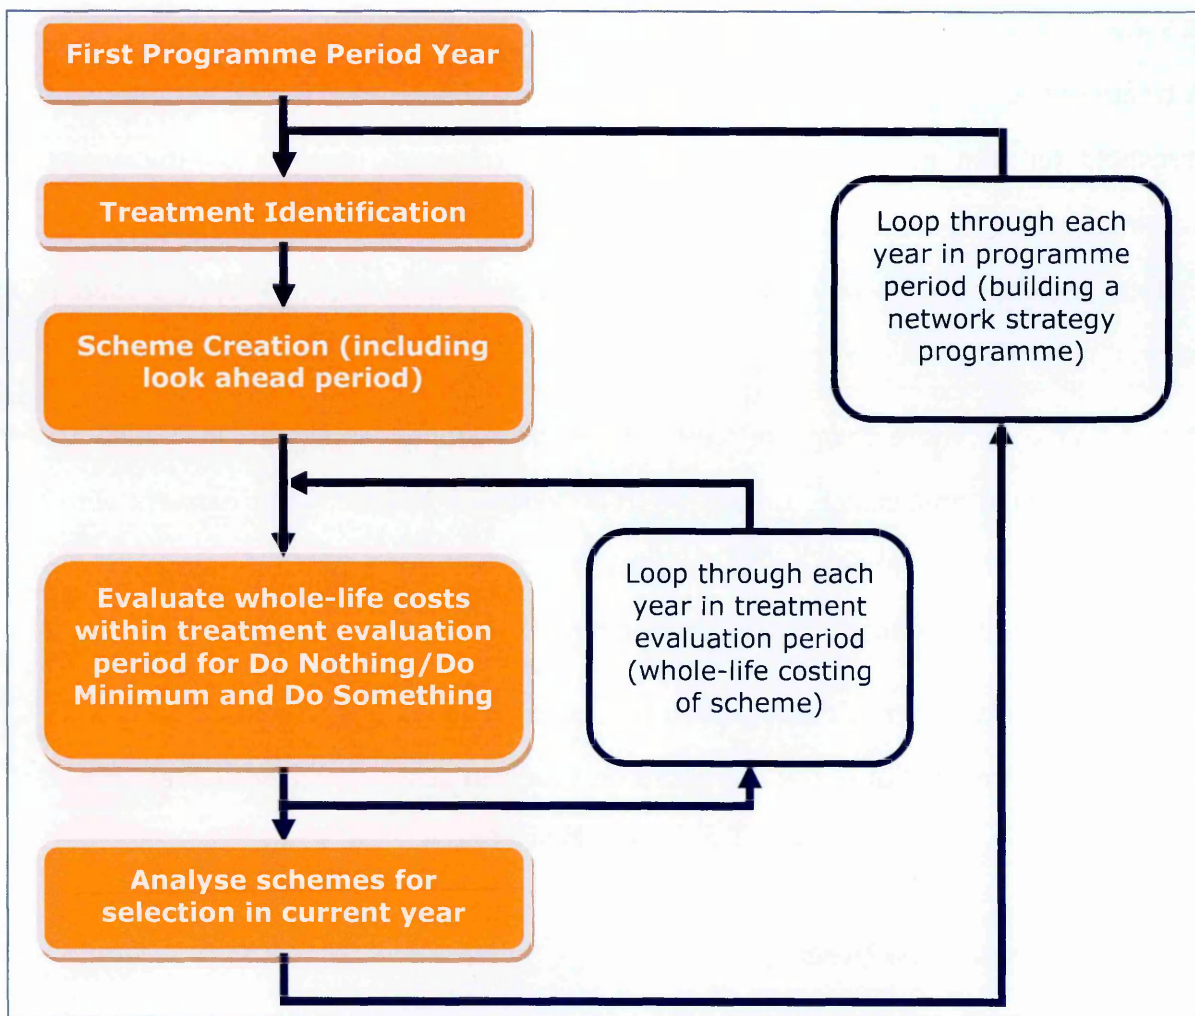 First Programme Period Year
Treatment Identification
Scheme Creation (including
look ahead period)
Evaluate whole-life costs
within treatment evaluation
period for Do Nothing/Do
Minimum and Do Something
Analyse schemes for
selection in current year
Loop through each
year in treatment
evaluation period
(whole-life costing
of scheme)
Loop through each
year in programme
period (building a
network strategy
programme)